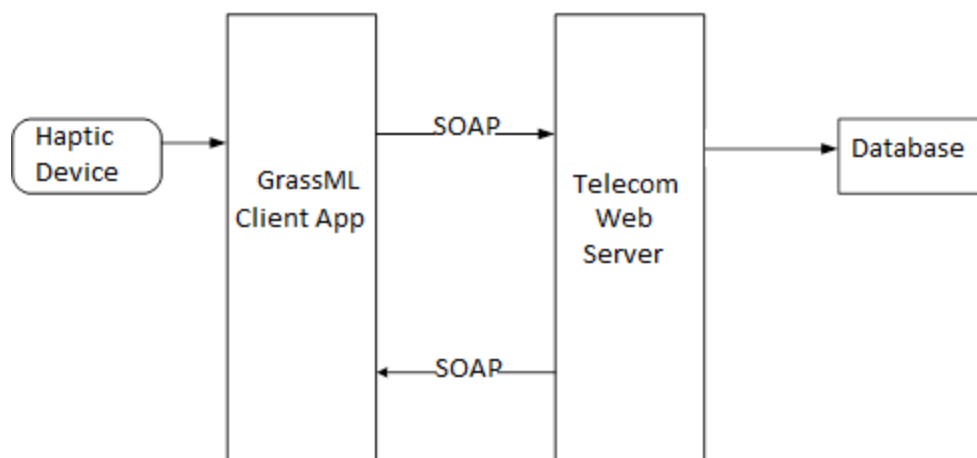 Haptic
Device
GrassML
Client App
SOAP
SOAP
Telecom
Web
Server
Database